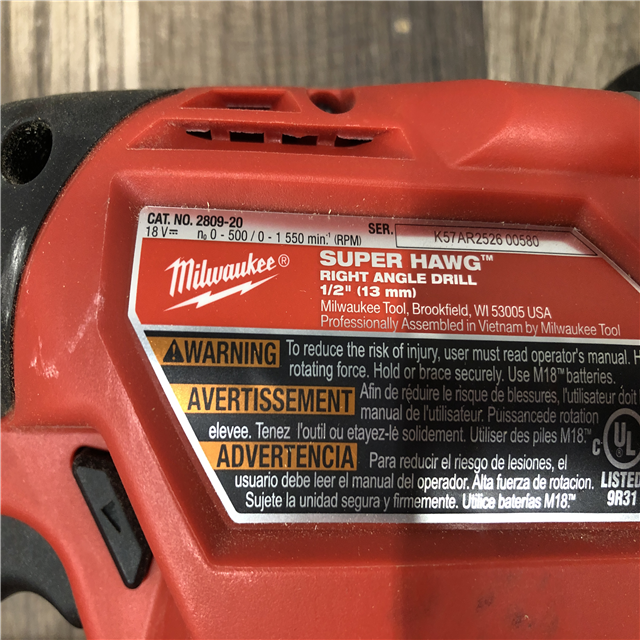 CAT. NO. 2809-20
18 V⎓ n₀ 0 - 500 / 0 - 1 550 min.⁻¹ (RPM) SER. K57AR2526 00580
Milwaukee®
SUPER HAWG™
RIGHT ANGLE DRILL
1/2" (13 mm)
Milwaukee Tool, Brookfield, WI 53005 USA
Professionally Assembled in Vietnam by Milwaukee Tool
⚠WARNING To reduce the risk of injury, user must read operator's manual. H
rotating force. Hold or brace securely. Use M18™ batteries.
AVERTISSEMENT Afin de réduire le risque de blessures, l'utilisateur doit
manuel de l'utilisateur. Puissancede rotation
elevee. Tenez l'outil ou etayez-lé solidement. Utiliser des piles M18™.
ADVERTENCIA Para reducir el riesgo de lesiones, el
usuario debe leer el manual del operador. Alta fuerza de rotacion.
Sujete la unidad segura y firmemente. Utilice baterías M18™.
C UL
LISTED
9R31